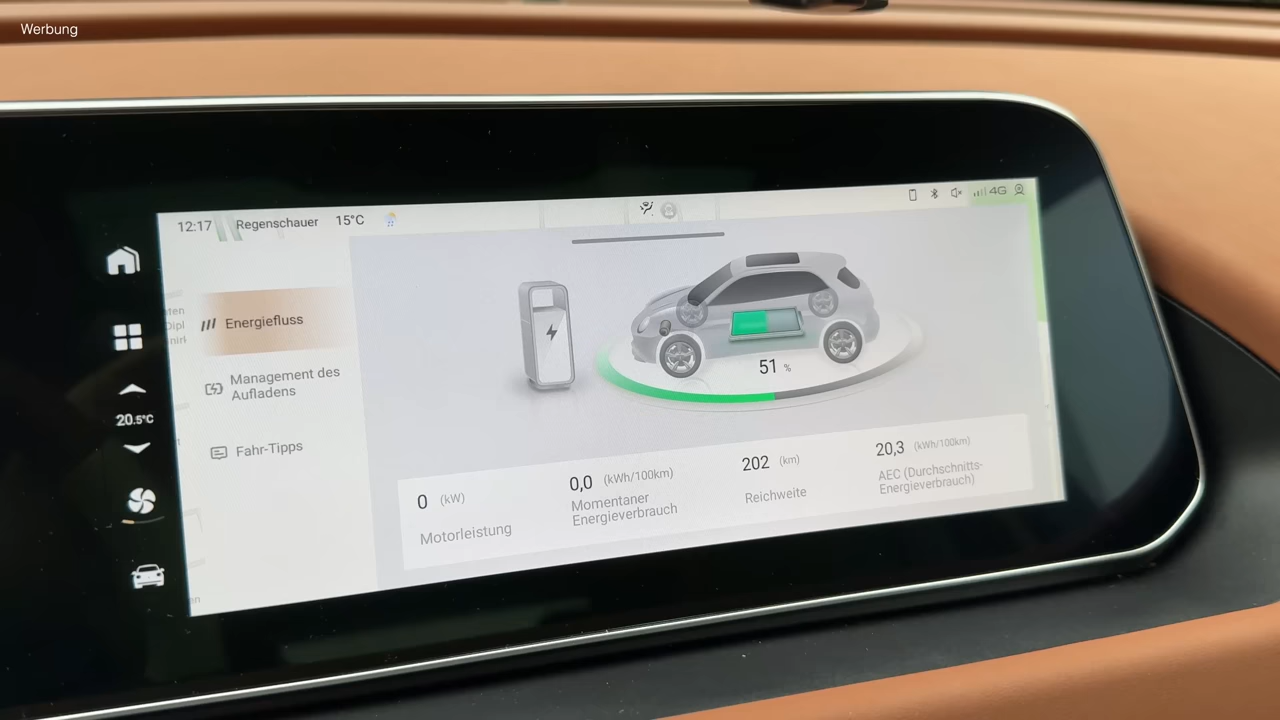 Werbung
12:17 Regenschauer 15°C
4G
Energiefluss
Management des
Aufladens
20.5°C
Fahr-Tipps
51 %
0 (kW)
Motorleistung
0,0 (kWh/100km)
Momentaner
Energieverbrauch
202 (km)
Reichweite
20,3 (kWh/100km)
AEC (Durchschnitts-
Energieverbrauch)